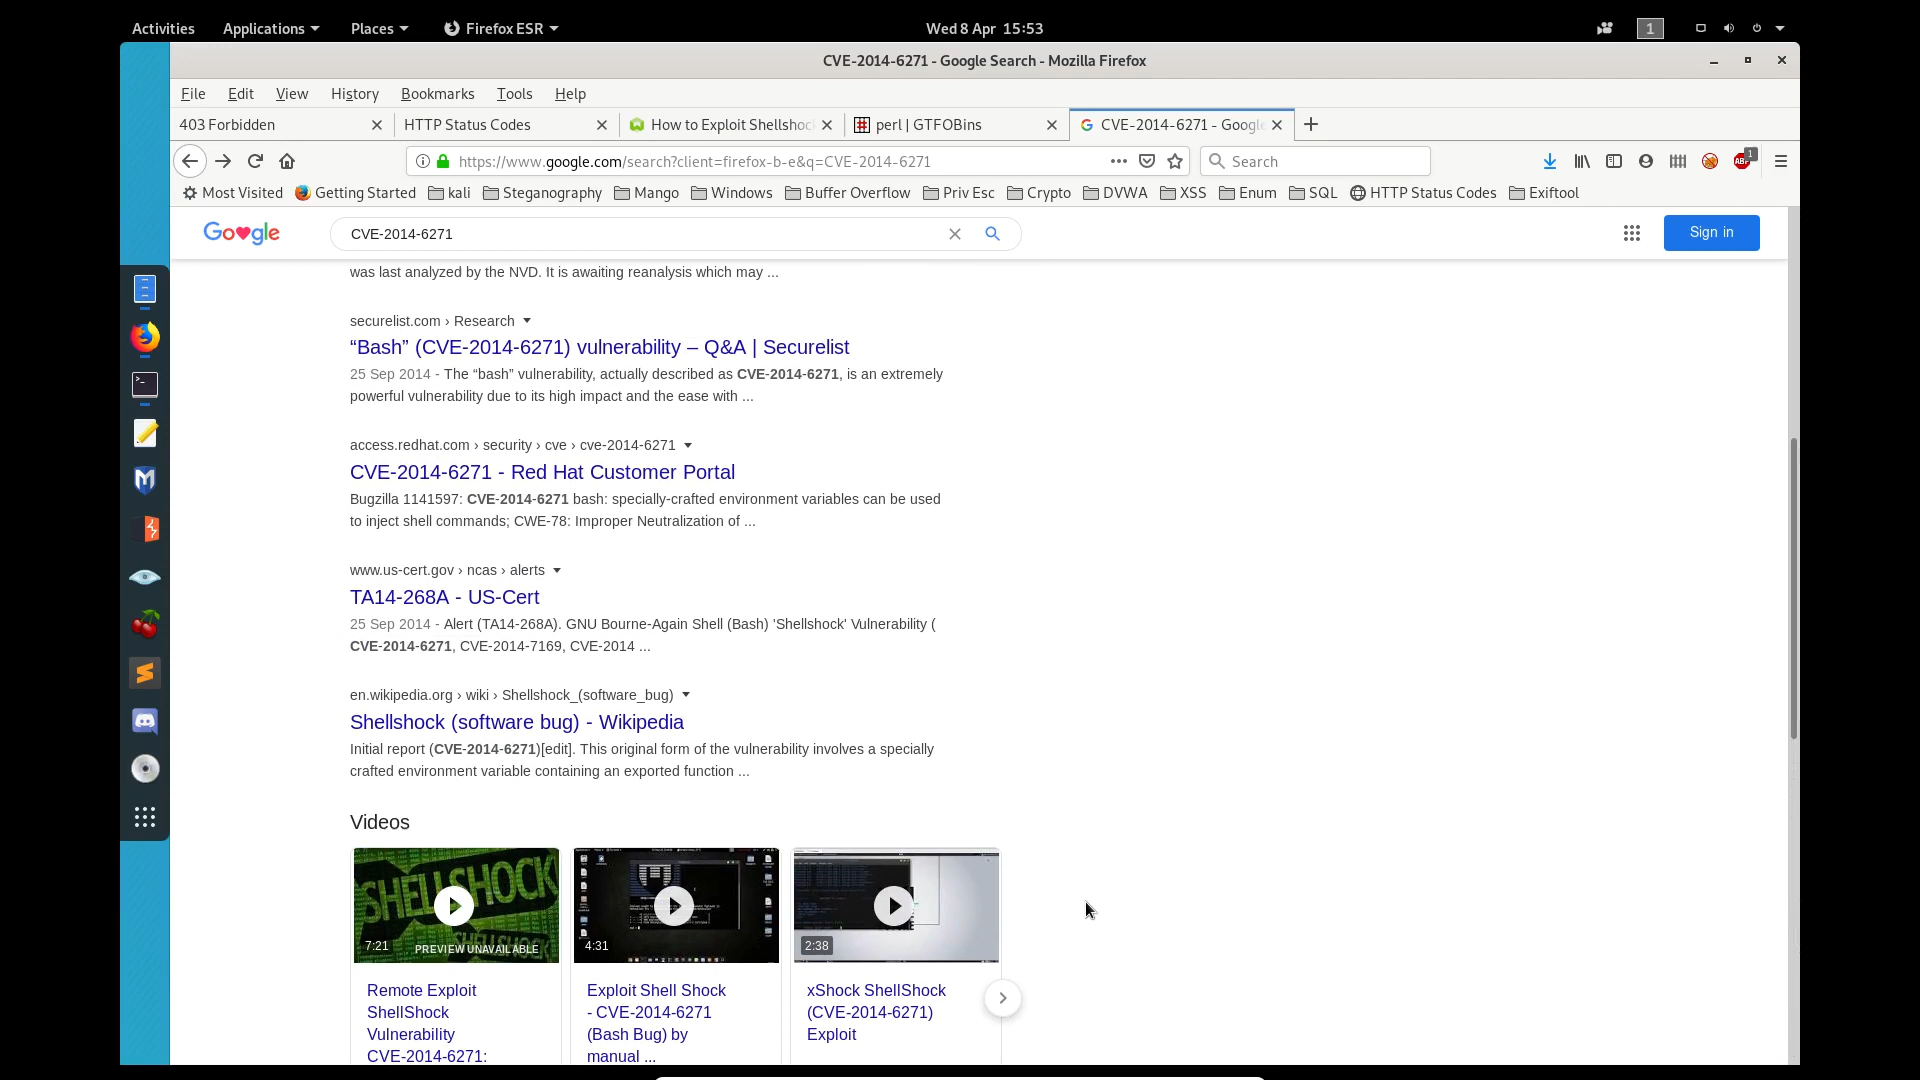 Activities Applications Places Firefox ESR Wed 8 Apr 15:53 1
CVE-2014-6271 - Google Search - Mozilla Firefox
File Edit View History Bookmarks Tools Help
403 Forbidden HTTP Status Codes How to Exploit Shellshoc perl | GTFOBins CVE-2014-6271 - Google
https://www.google.com/search?client=firefox-b-e&q=CVE-2014-6271 Search ABP 1
Most Visited Getting Started kali Steganography Mango Windows Buffer Overflow Priv Esc Crypto DVWA XSS Enum SQL HTTP Status Codes Exiftool
Google CVE-2014-6271 Sign in
was last analyzed by the NVD. It is awaiting reanalysis which may ...
securelist.com › Research
“Bash” (CVE-2014-6271) vulnerability – Q&A | Securelist
25 Sep 2014 - The “bash” vulnerability, actually described as CVE-2014-6271, is an extremely
powerful vulnerability due to its high impact and the ease with ...
access.redhat.com › security › cve › cve-2014-6271
CVE-2014-6271 - Red Hat Customer Portal
Bugzilla 1141597: CVE-2014-6271 bash: specially-crafted environment variables can be used
to inject shell commands; CWE-78: Improper Neutralization of ...
www.us-cert.gov › ncas › alerts
TA14-268A - US-Cert
25 Sep 2014 - Alert (TA14-268A). GNU Bourne-Again Shell (Bash) 'Shellshock' Vulnerability (
CVE-2014-6271, CVE-2014-7169, CVE-2014 ...
en.wikipedia.org › wiki › Shellshock_(software_bug)
Shellshock (software bug) - Wikipedia
Initial report (CVE-2014-6271)[edit]. This original form of the vulnerability involves a specially
crafted environment variable containing an exported function ...
Videos
SHELLSHOCK
7:21 PREVIEW UNAVAILABLE 4:31 2:38
Remote Exploit Exploit Shell Shock xShock ShellShock
ShellShock - CVE-2014-6271 (CVE-2014-6271)
Vulnerability (Bash Bug) by Exploit
CVE-2014-6271: manual ...